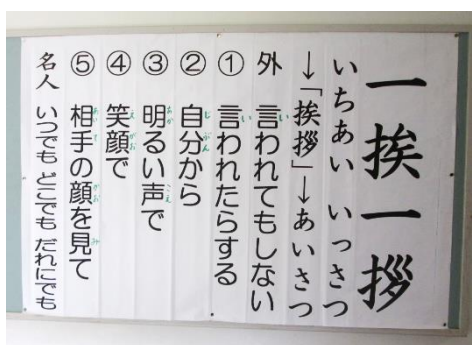 一挨一拶
いちあい いっさつ
→「挨拶」→あいさつ
外 言われてもしない
① 言われたらする
② 自分から
③ 明るい声で
④ 笑顔で
⑤ 相手の顔を見て
名人 いつでも どこでも だれにでも